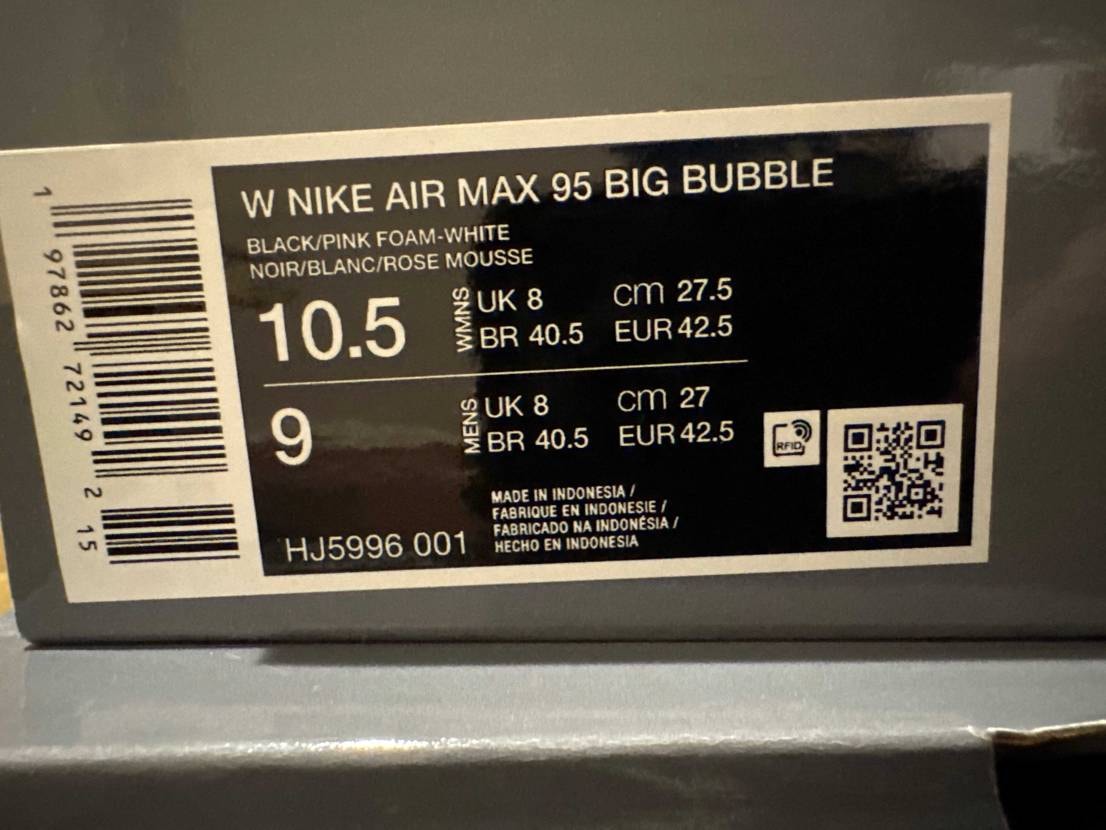 1 97862 72149 2 15
W NIKE AIR MAX 95 BIG BUBBLE
BLACK/PINK FOAM-WHITE
NOIR/BLANC/ROSE MOUSSE
10.5 WMNS UK 8 cm 27.5
BR 40.5 EUR 42.5
9 MENS UK 8 cm 27
BR 40.5 EUR 42.5
RFID
MADE IN INDONESIA /
FABRIQUE EN INDONESIE /
FABRICADO NA INDONÉSIA /
HECHO EN INDONESIA
HJ5996 001